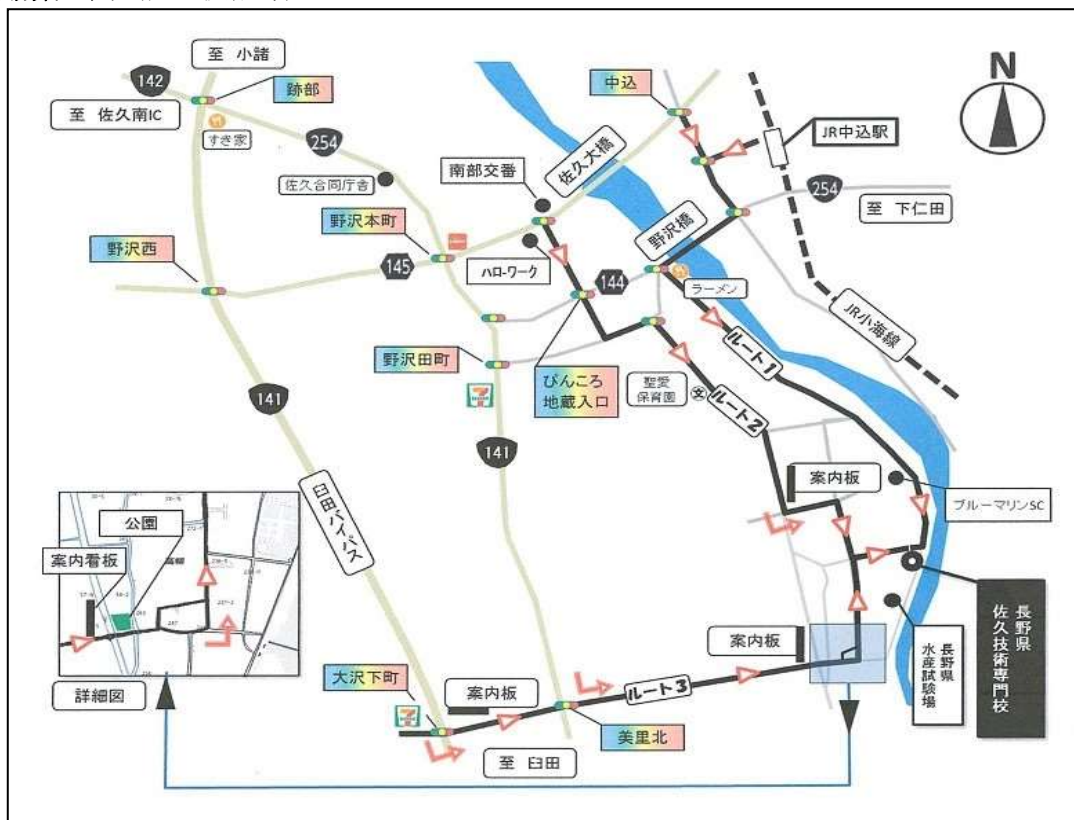 至 小諸
142
跡部
中込
N
至 佐久南IC
すき家
254
JR中込駅
佐久大橋
南部交番
佐久合同庁舎
254
至 下仁田
野沢本町
野沢橋
野沢西
145
ハローワーク
144
ラーメン
JR小海線
ルート1
野沢田町
ぴんころ
地蔵入口
聖愛
保育園
文
ルート2
141
141
案内板
ブルーマリンSC
臼田バイパス
公園
案内看板
長野県
佐久技術専門校
長野県
水産試験場
案内板
大沢下町
案内板
ルート3
詳細図
美里北
至 臼田